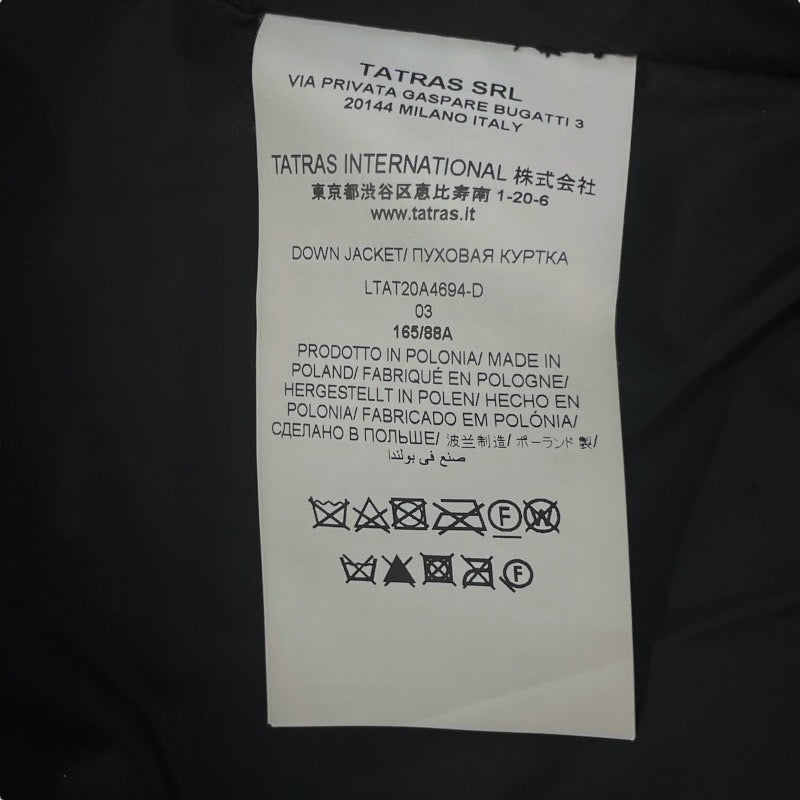 TATRAS SRL
VIA PRIVATA GASPARE BUGATTI 3
20144 MILANO ITALY
TATRAS INTERNATIONAL 株式会社
東京都渋谷区恵比寿南 1-20-6
www.tatras.it
DOWN JACKET/ ПУХОВАЯ КУРТКА
LTAT20A4694-D
03
165/88A
PRODOTTO IN POLONIA/ MADE IN
POLAND/ FABRIQUÉ EN POLOGNE/
HERGESTELLT IN POLEN/ HECHO EN
POLONIA/ FABRICADO EM POLÓNIA/
СДЕЛАНО В ПОЛЬШЕ/ 波兰制造/ ポーランド 製/
صنع في بولندا
F W
F